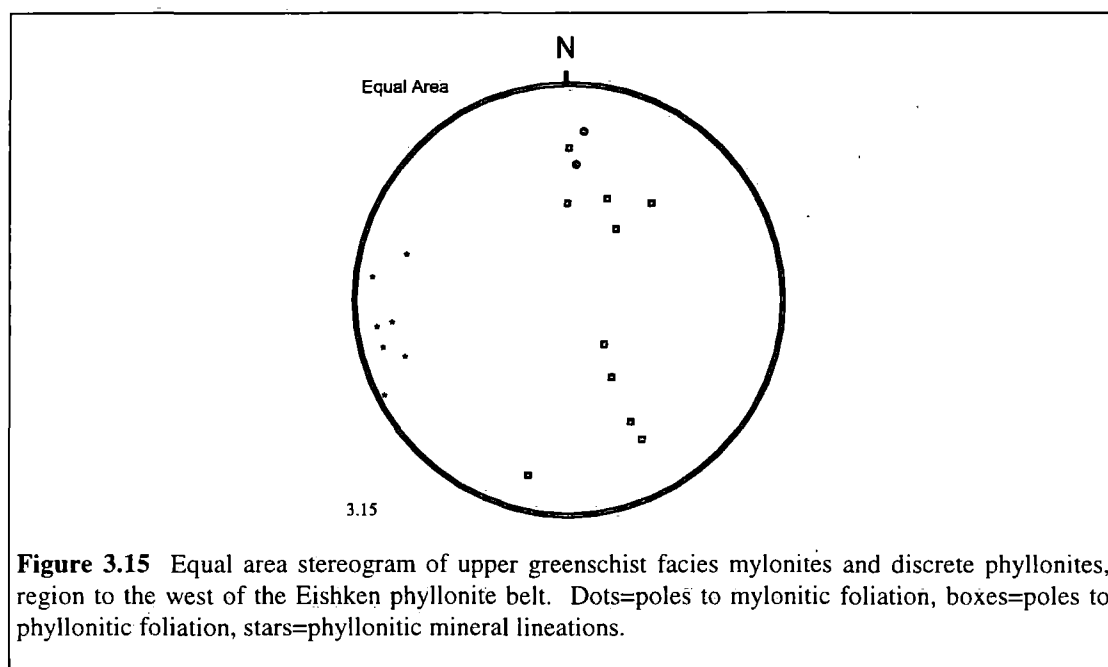 N
Equal Area
3.15
Figure 3.15 Equal area stereogram of upper greenschist facies mylonites and discrete phyllonites,
region to the west of the Eishken phyllonite belt. Dots=poles to mylonitic foliation, boxes=poles to
phyllonitic foliation, stars=phyllonitic mineral lineations.